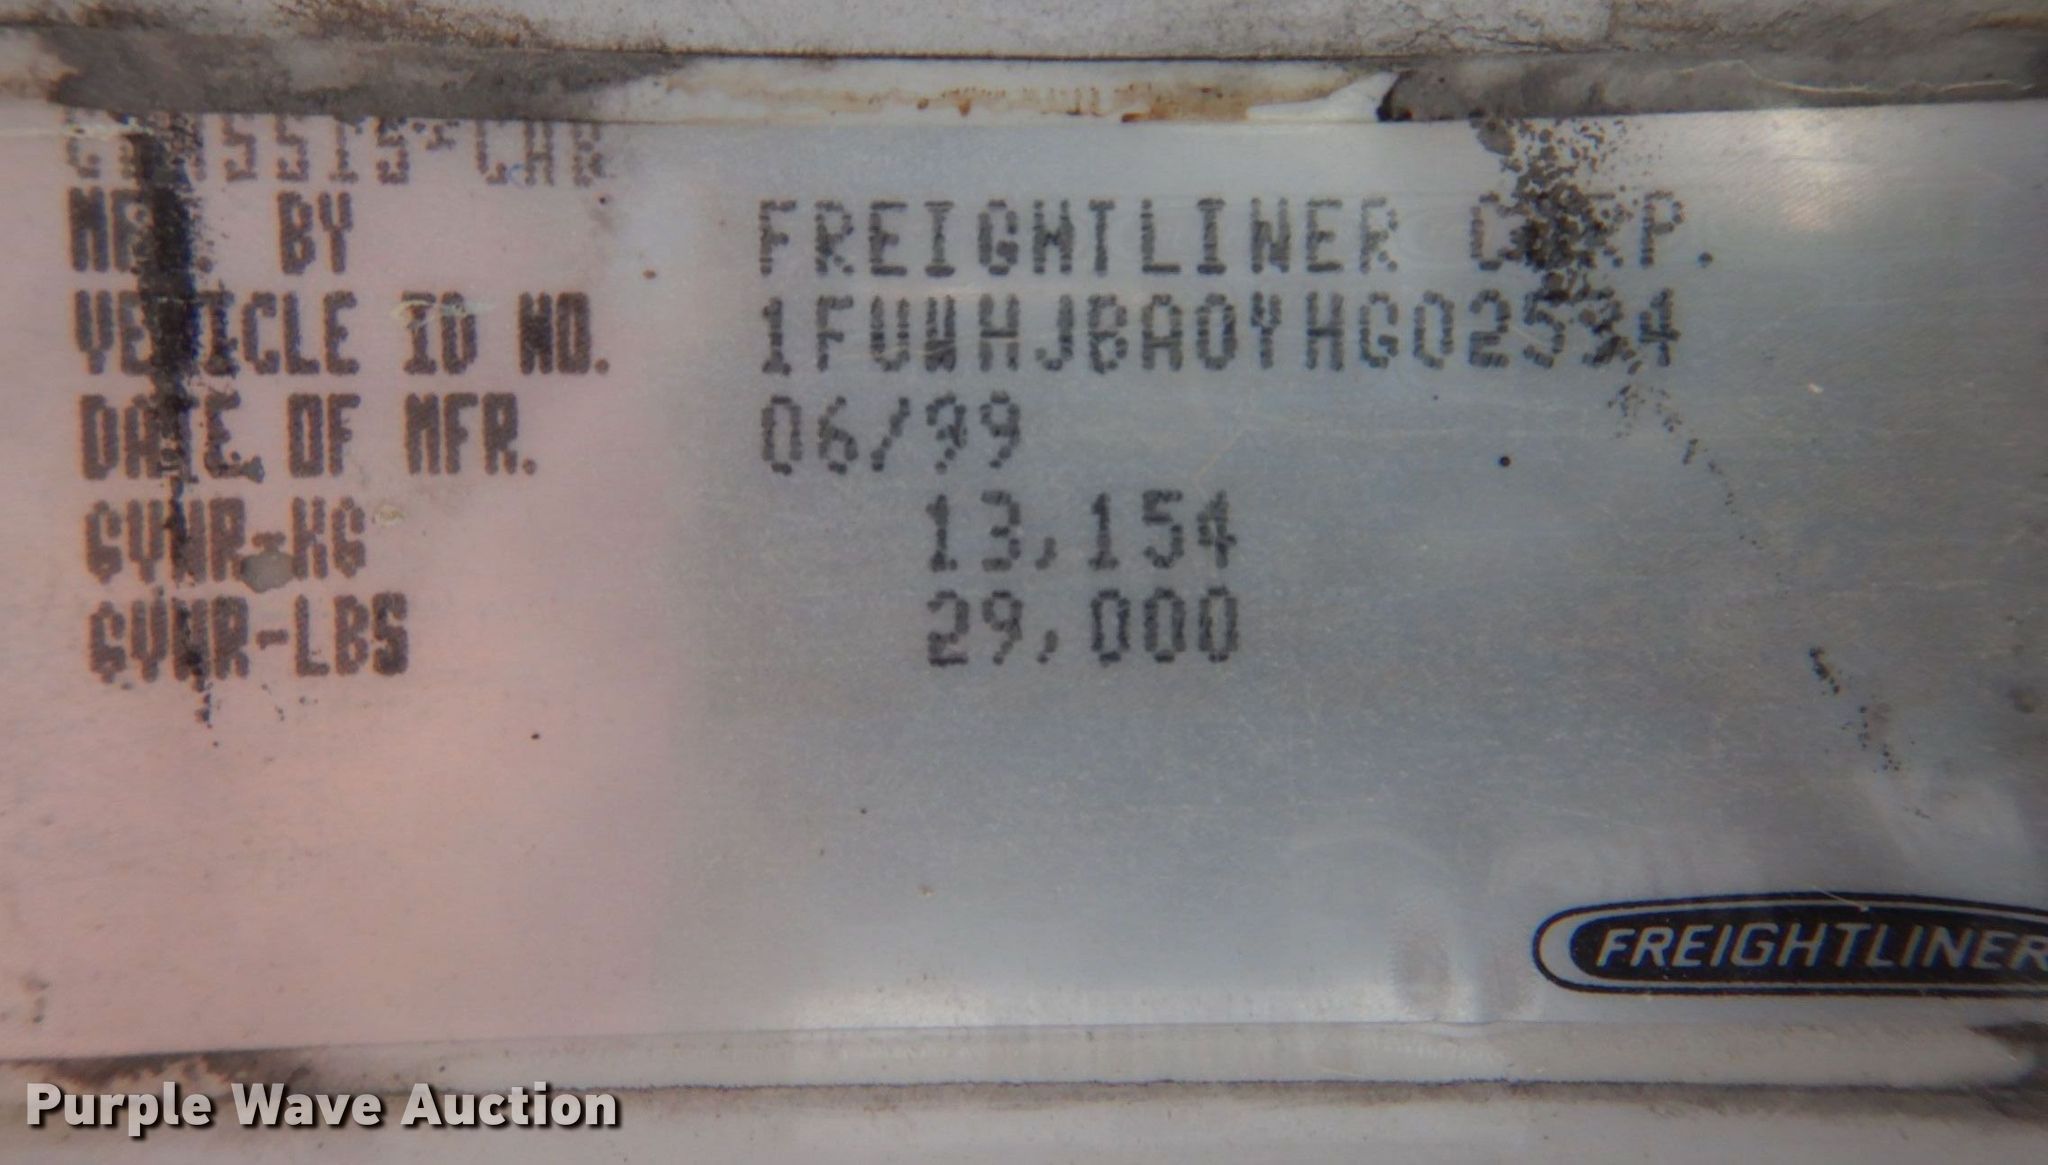 CHASSIS-CAB
MFR. BY FREIGHTLINER CORP.
VEHICLE ID NO. 1FUWHJBA0YHG02534
DATE OF MFR. 06/99
GVWR-KG 13,154
GVWR-LBS 29,000
FREIGHTLINER
Purple Wave Auction